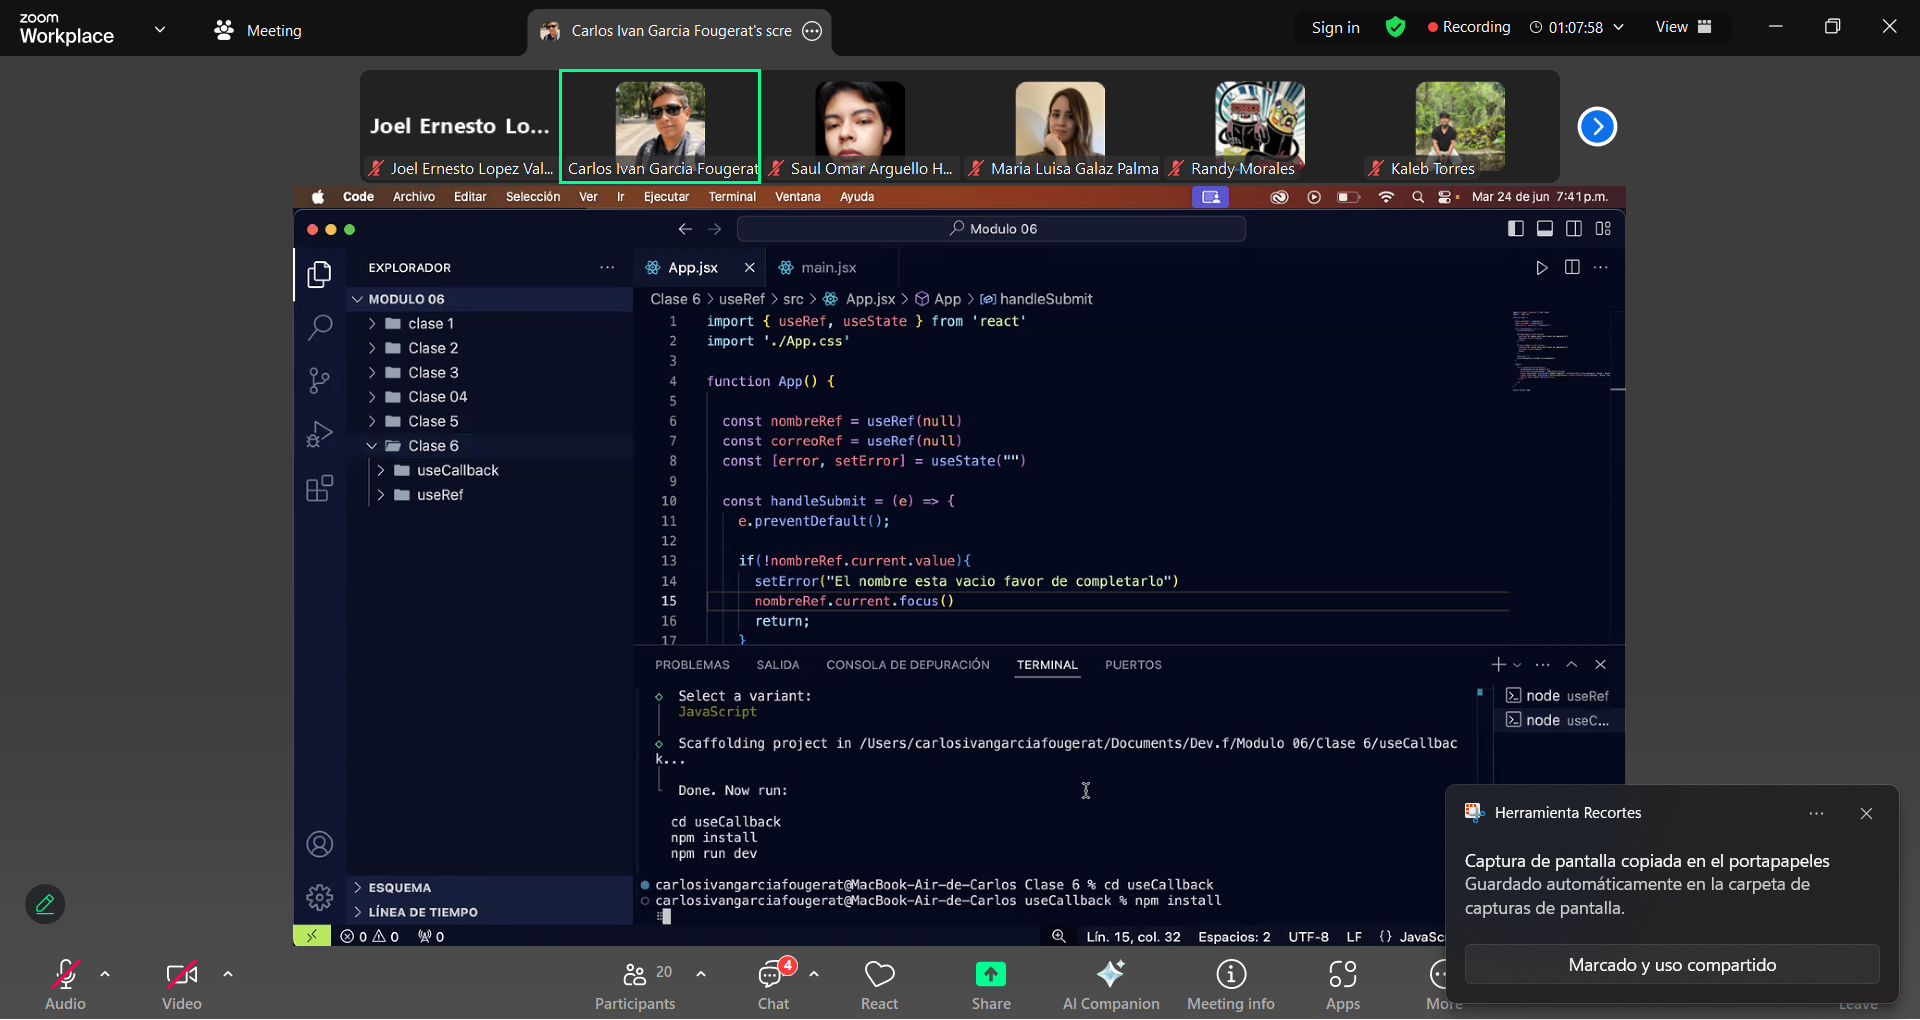 zoom
Workplace
Meeting
Carlos Ivan Garcia Fougerat's scre
Sign in
Recording
01:07:58
View
Joel Ernesto Lo...
Joel Ernesto Lopez Val...
Carlos Ivan Garcia Fougerat
Saul Omar Arguello H...
Maria Luisa Galaz Palma
Randy Morales
Kaleb Torres
Code Archivo Editar Selección Ver Ir Ejecutar Terminal Ventana Ayuda
Mar 24 de jun 7:41 p.m.
Modulo 06
EXPLORADOR
MODULO 06
clase 1
Clase 2
Clase 3
Clase 04
Clase 5
Clase 6
useCallback
useRef
ESQUEMA
LÍNEA DE TIEMPO
App.jsx
main.jsx
Clase 6 > useRef > src > App.jsx > App > handleSubmit
1 import { useRef, useState } from 'react'
2 import './App.css'
3
4 function App() {
5
6 const nombreRef = useRef(null)
7 const correoRef = useRef(null)
8 const [error, setError] = useState("")
9
10 const handleSubmit = (e) => {
11 e.preventDefault();
12
13 if(!nombreRef.current.value){
14 setError("El nombre esta vacio favor de completarlo")
15 nombreRef.current.focus()
16 return;
17 }
PROBLEMAS SALIDA CONSOLA DE DEPURACIÓN TERMINAL PUERTOS
Select a variant:
JavaScript
Scaffolding project in /Users/carlosivangarciafougerat/Documents/Dev.f/Modulo 06/Clase 6/useCallbac
k...
Done. Now run:
cd useCallback
npm install
npm run dev
carlosivangarciafougerat@MacBook-Air-de-Carlos Clase 6 % cd useCallback
carlosivangarciafougerat@MacBook-Air-de-Carlos useCallback % npm install
node useRef
node useC...
0 0 0
Lín. 15, col. 32 Espacios: 2 UTF-8 LF {} JavaSc
Herramienta Recortes
Captura de pantalla copiada en el portapapeles
Guardado automáticamente en la carpeta de
capturas de pantalla.
Marcado y uso compartido
Audio
Video
20
Participants
4
Chat
React
Share
AI Companion
Meeting info
Apps
More
Leave